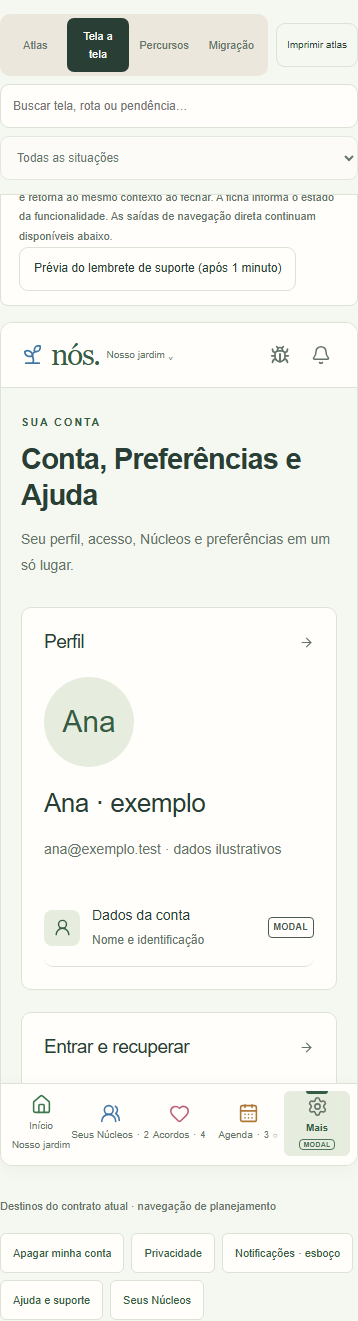 Atlas
Tela a
tela
Percursos
Migração
Imprimir atlas
Buscar tela, rota ou pendência…
Todas as situações
e retorna ao mesmo contexto ao fechar. A ficha informa o estado
da funcionalidade. As saídas de navegação direta continuam
disponíveis abaixo.
Prévia do lembrete de suporte (após 1 minuto)
nós. Nosso jardim ⌄
SUA CONTA
Conta, Preferências e
Ajuda
Seu perfil, acesso, Núcleos e preferências em um
só lugar.
Perfil →
Ana
Ana · exemplo
ana@exemplo.test · dados ilustrativos
Dados da conta
Nome e identificação
MODAL
Entrar e recuperar →
Início
Nosso jardim
Seus Núcleos · 2
Acordos · 4
Agenda · 3 ○
Mais
MODAL
Destinos do contrato atual · navegação de planejamento
Apagar minha conta
Privacidade
Notificações · esboço
Ajuda e suporte
Seus Núcleos